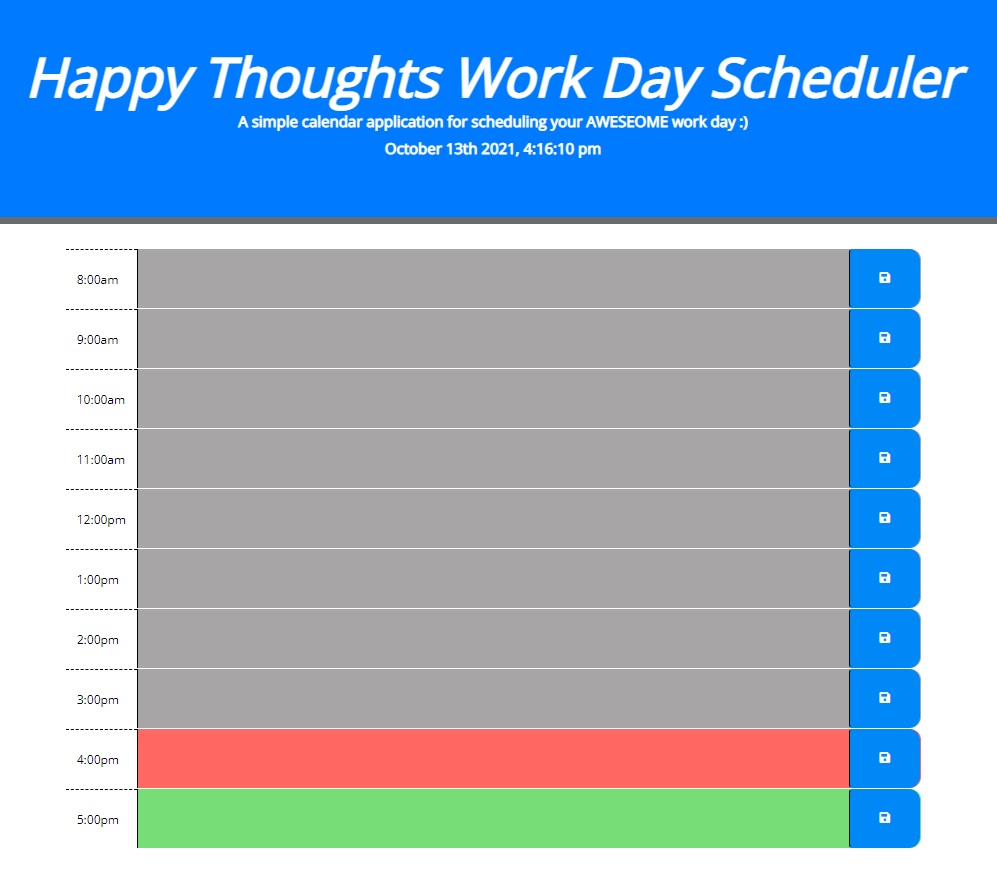 Happy Thoughts Work Day Scheduler
A simple calendar application for scheduling your AWESEOME work day :)
October 13th 2021, 4:16:10 pm
8:00am
9:00am
10:00am
11:00am
12:00pm
1:00pm
2:00pm
3:00pm
4:00pm
5:00pm